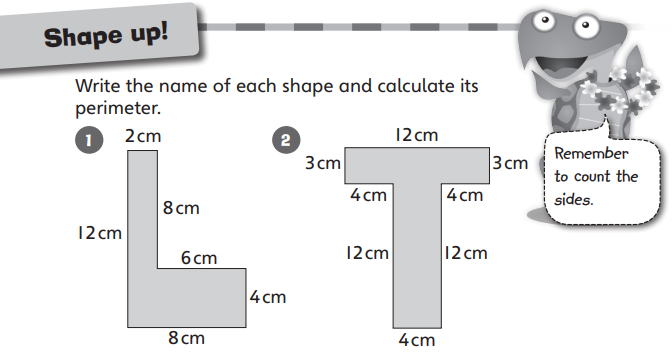 Shape up!
Write the name of each shape and calculate its
perimeter.
1
2cm
12cm
8cm
6cm
4cm
8cm
2
12cm
3cm
3cm
4cm
4cm
12cm
12cm
4cm
Remember
to count the
sides.